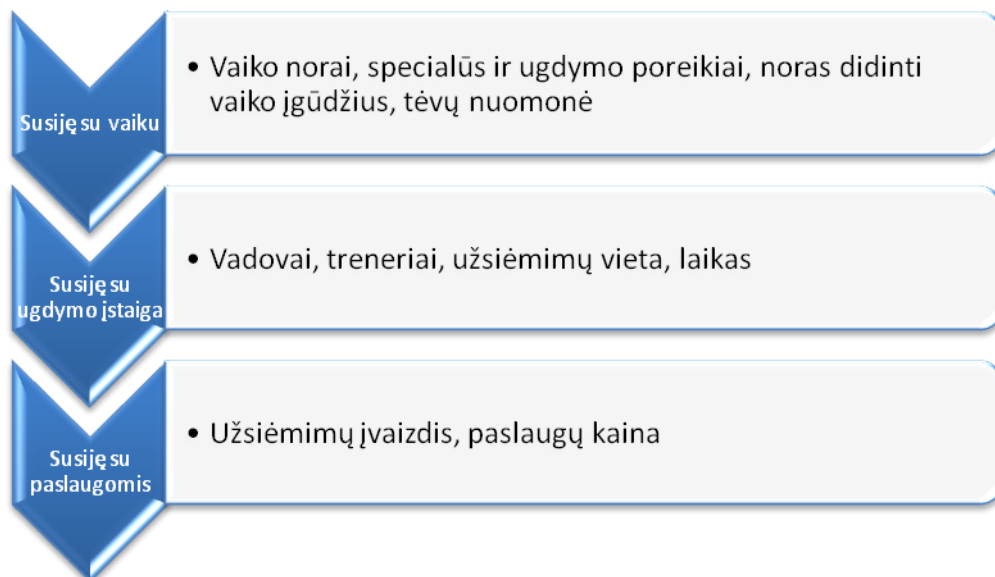 Susiję su vaiku
• Vaiko norai, specialūs ir ugdymo poreikiai, noras didinti
vaiko įgūdžius, tėvų nuomonė
Susiję su
ugdymo įstaiga
• Vadovai, treneriai, užsiėmimų vieta, laikas
Susiję su
paslaugomis
• Užsiėmimų įvaizdis, paslaugų kaina